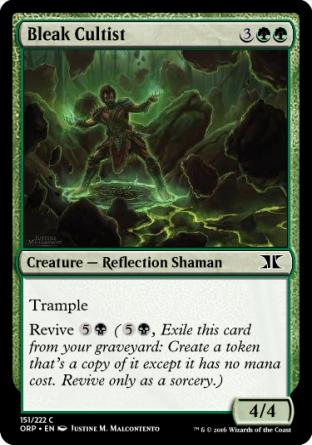 Bleak Cultist 3
JUSTINE
M. MALCONTENTO
Creature — Reflection Shaman
Trample
Revive 5 ( 5 , Exile this card
from your graveyard: Create a token
that's a copy of it except it has no mana
cost. Revive only as a sorcery.)
4/4
151/222 C
ORP • EN JUSTINE M. MALCONTENTO ™ & © 2016 Wizards of the Coast